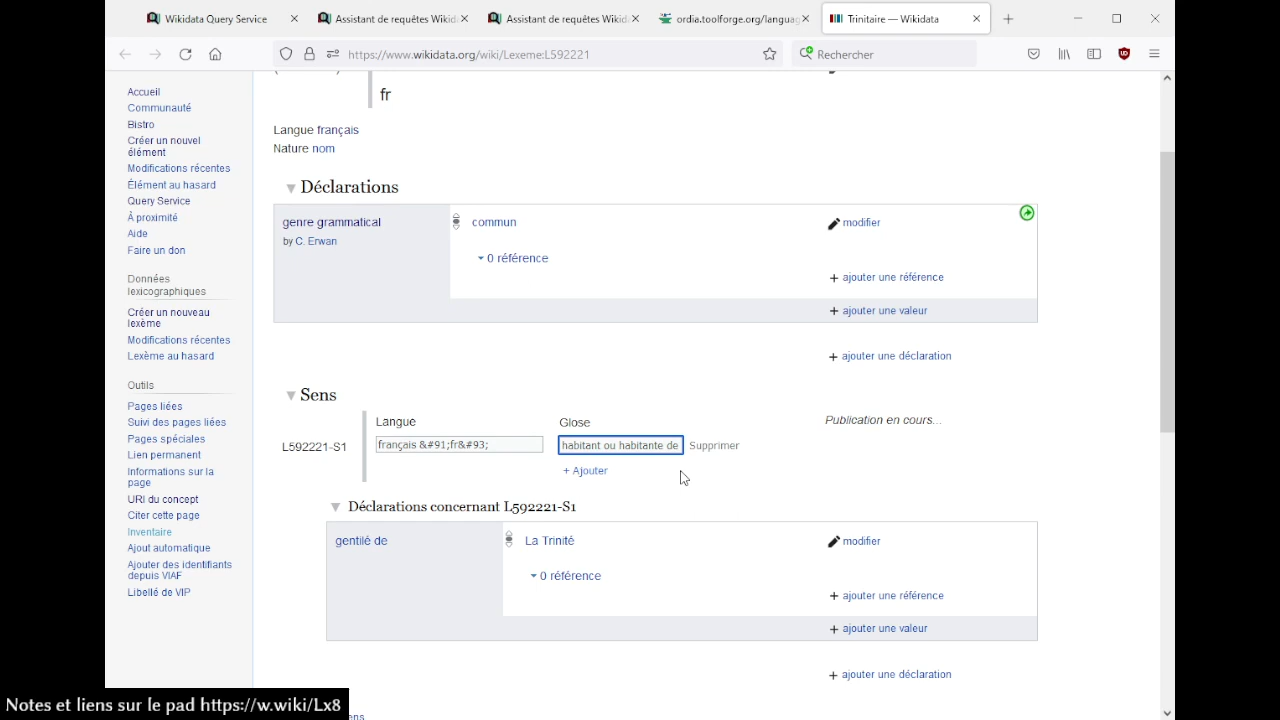 Wikidata Query Service
Assistant de requêtes Wikid
Assistant de requêtes Wikid
ordia.toolforge.org/languag
Trinitaire — Wikidata
https://www.wikidata.org/wiki/Lexeme:L592221
Rechercher
Accueil
Communauté
Bistro
Créer un nouvel
élément
Modifications récentes
Élément au hasard
Query Service
À proximité
Aide
Faire un don
Données
lexicographiques
Créer un nouveau
lexème
Modifications récentes
Lexème au hasard
Outils
Pages liées
Suivi des pages liées
Pages spéciales
Lien permanent
Informations sur la
page
URI du concept
Citer cette page
Inventaire
Ajout automatique
Ajouter des identifiants
depuis VIAF
Libellé de VIP
fr
Langue français
Nature nom
Déclarations
genre grammatical
by C. Erwan
commun
modifier
0 référence
+ ajouter une référence
+ ajouter une valeur
+ ajouter une déclaration
Sens
Langue
Glose
Publication en cours...
L592221-S1
français &#91;fr&#93;
habitant ou habitante de
Supprimer
+ Ajouter
Déclarations concernant L592221-S1
gentilé de
La Trinité
modifier
0 référence
+ ajouter une référence
+ ajouter une valeur
+ ajouter une déclaration
Notes et liens sur le pad https://w.wiki/Lx8